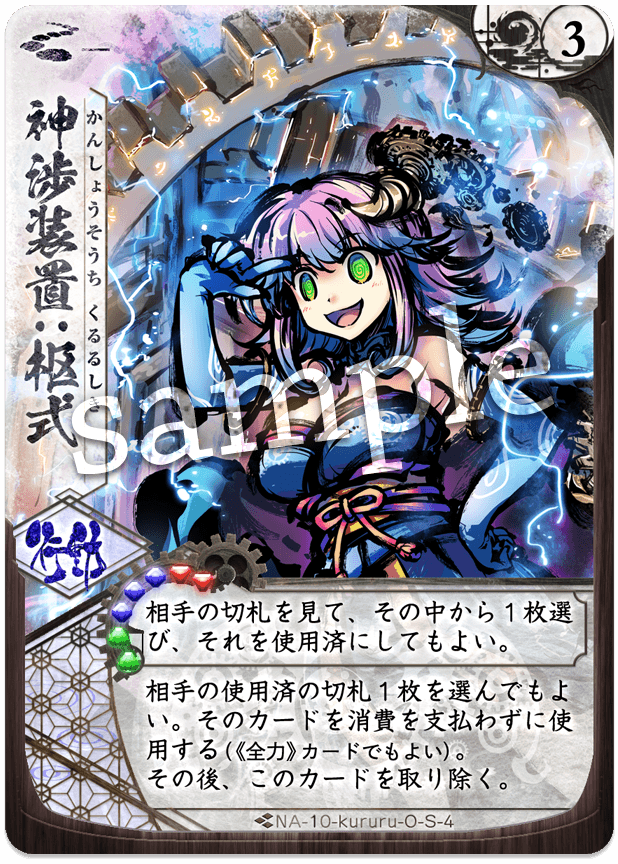 3
神渉装置:枢式
かんしょうそうち くるるしき
行動
sample
相手の切札を見て、その中から1枚選
び、それを使用済にしてもよい。
相手の使用済の切札1枚を選んでもよ
い。そのカードを消費を支払わずに使
用する(《全力》カードでもよい)。
その後、このカードを取り除く。
NA-10-kururu-O-S-4